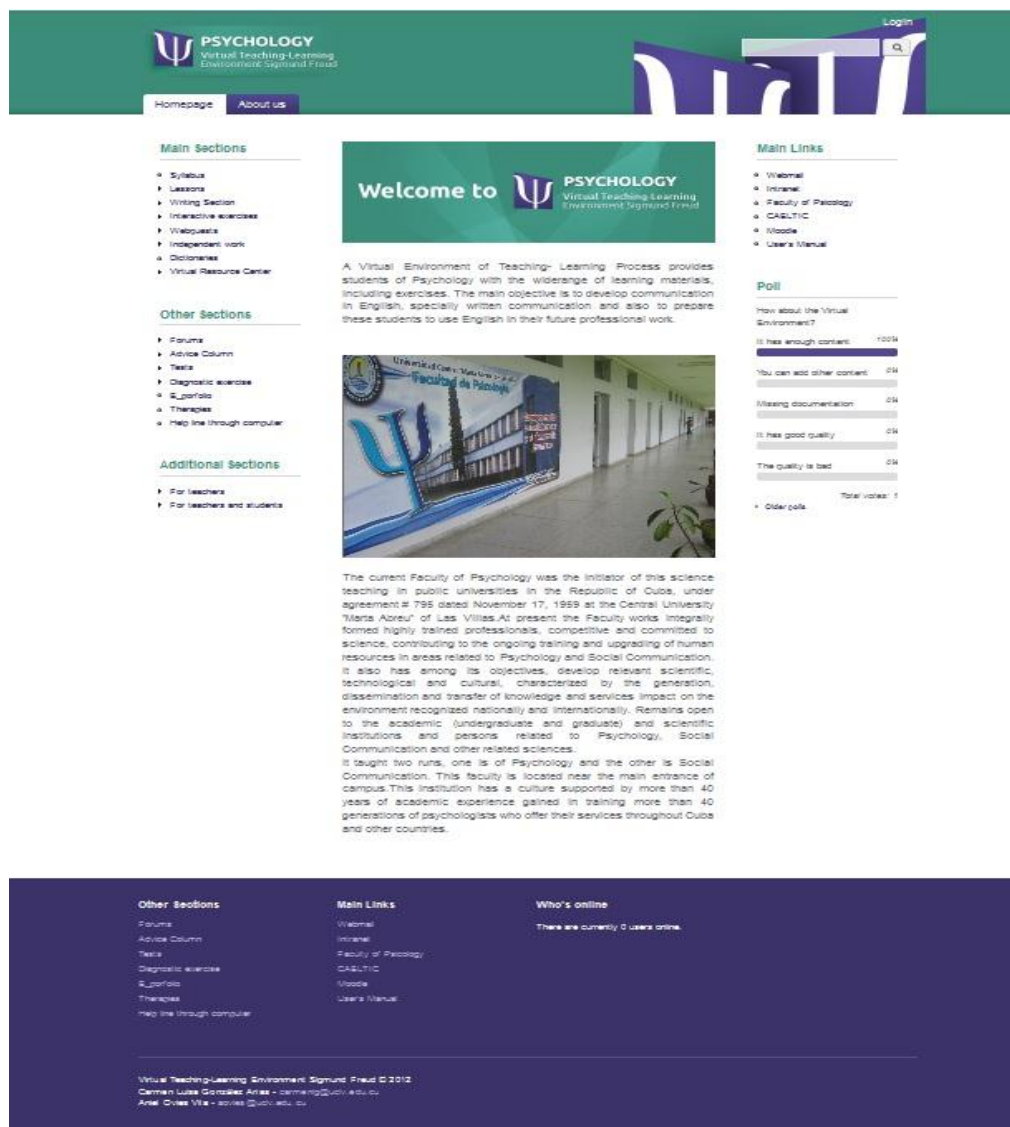 Login
PSYCHOLOGY
Virtual Teaching-Learning
Environment Sigmund Freud
Homepage
About us
Main Sections
Syllabus
Lessons
Writing Section
Interactive exercises
Webquests
Independent work
Dictionaries
Virtual Resource Center
Other Sections
Forums
Advice Column
Tests
Diagnostic exercise
E_porfolio
Therapies
Help line through computer
Additional Sections
For teachers
For teachers and students
Welcome to
PSYCHOLOGY
Virtual Teaching-Learning
Environment Sigmund Freud
A Virtual Environment of Teaching- Learning Process provides
students of Psychology with the widerange of learning materials,
including exercises. The main objective is to develop communication
in English, specially written communication and also to prepare
these students to use English in their future professional work.
Universidad Central "Marta Abreu"
Facultad de Psicología
The current Faculty of Psychology was the initiator of this science
teaching in public universities in the Republic of Cuba, under
agreement # 795 dated November 17, 1959 at the Central University
"Marta Abreu" of Las Villas.At present the Faculty works integrally
formed highly trained professionals, competitive and committed to
science, contributing to the ongoing training and upgrading of human
resources in areas related to Psychology and Social Communication.
It also has among its objectives, develop relevant scientific,
technological and cultural, characterized by the generation,
dissemination and transfer of knowledge and services impact on the
environment recognized nationally and internationally. Remains open
to the academic (undergraduate and graduate) and scientific
institutions and persons related to Psychology, Social
Communication and other related sciences.
It taught two runs, one is of Psychology and the other is Social
Communication. This faculty is located near the main entrance of
campus.This institution has a culture supported by more than 40
years of academic experience gained in training more than 40
generations of psychologists who offer their services throughout Cuba
and other countries.
Main Links
Webmail
Intranet
Faculty of Psicology
CAELTIC
Moodle
User's Manual
Poll
How about the Virtual
Environment?
It has enough content 100%
You can add other content 0%
Missing documentation 0%
It has good quality 0%
The quality is bad 0%
Total votes: 1
Older polls
Other Sections
Forums
Advice Column
Tests
Diagnostic exercise
E_porfolio
Therapies
Help line through computer
Main Links
Webmail
Intranet
Faculty of Psicology
CAELTIC
Moodle
User's Manual
Who's online
There are currently 0 users online.
Virtual Teaching-Learning Environment Sigmund Freud © 2012
Carmen Luisa González Arias - carmenlg@uclv.edu.cu
Ariel Ovies Vila - aovies@uclv.edu.cu